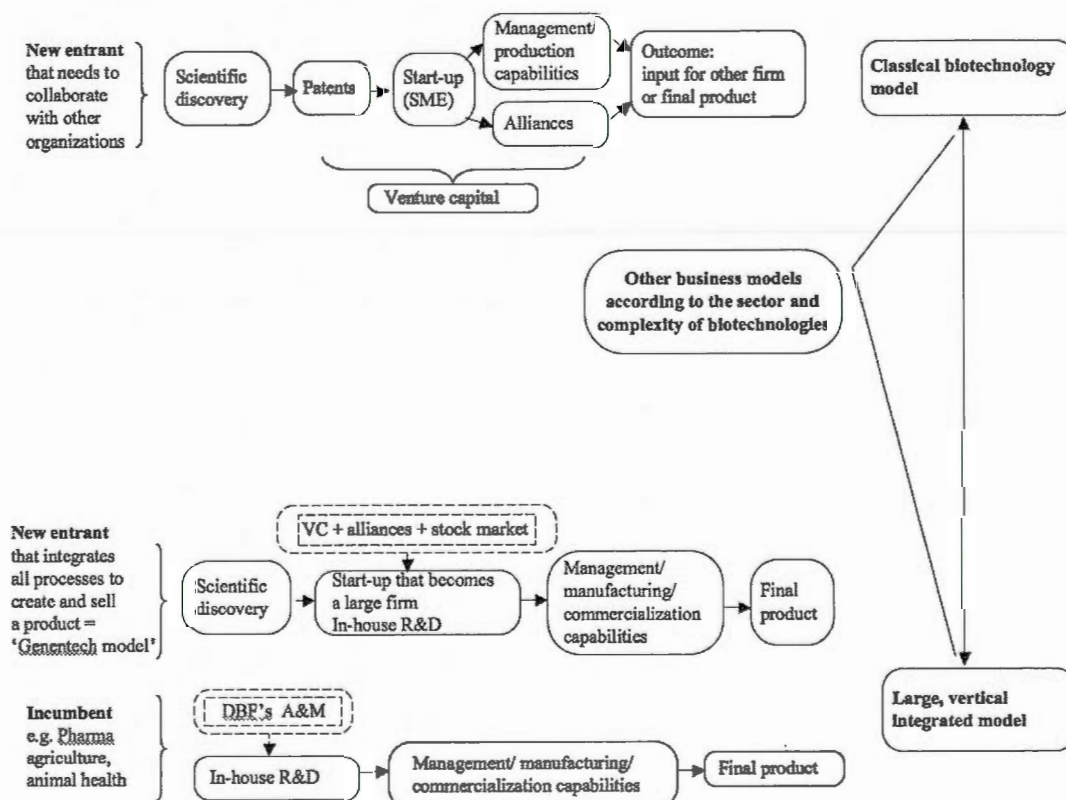 New entrant
that needs to
collaborate
with other
organizations
Scientific
discovery
Patents
Start-up
(SME)
Management/
production
capabilities
Alliances
Outcome:
input for other firm
or final product
Venture capital
Classical biotechnology
model
Other business models
according to the sector and
complexity of biotechnologies
New entrant
that integrates
all processes to
create and sell
a product =
‘Genentech model’
VC + alliances + stock market
Scientific
discovery
Start-up that becomes
a large firm
In-house R&D
Management/
manufacturing/
commercialization
capabilities
Final
product
Large, vertical
integrated model
Incumbent
e.g. Pharma
agriculture,
animal health
DBF's A&M
In-house R&D
Management/ manufacturing/
commercialization capabilities
Final product